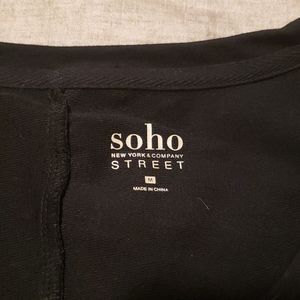 soho
NEW YORK & COMPANY
STREET
M
MADE IN CHINA